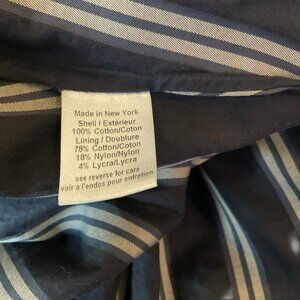 Made in New York
Shell / Extérieur
100% Cotton/Coton
Lining / Doublure
78% Cotton/Coton
18% Nylon/Nylon
4% Lycra/Lycra
see reverse for care
voir a l'endos pour entretien